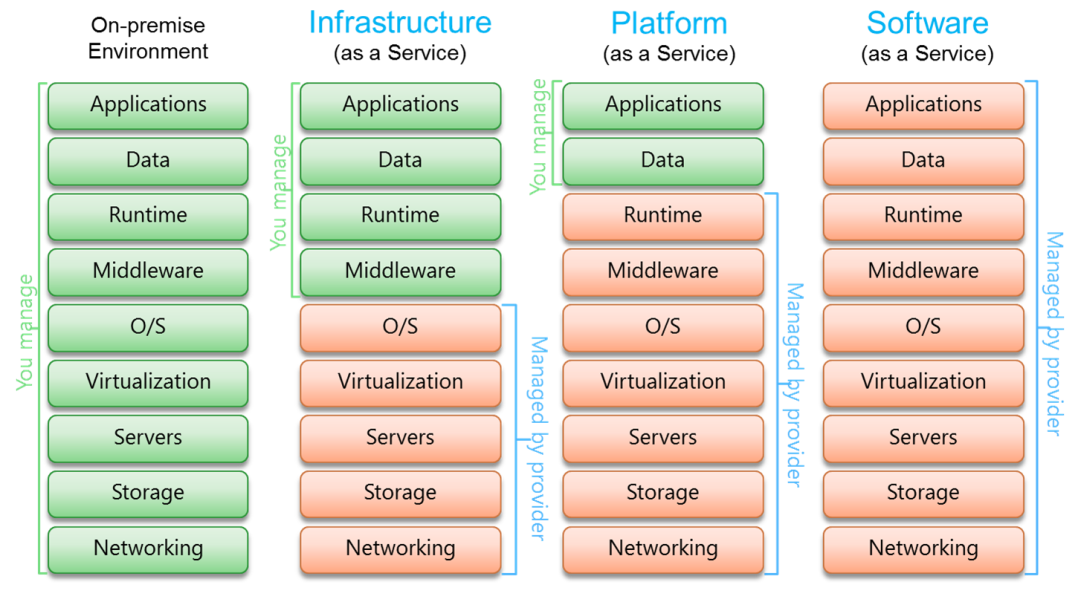 On-premise
Environment
You manage
Applications
Data
Runtime
Middleware
O/S
Virtualization
Servers
Storage
Networking
Infrastructure
(as a Service)
You manage
Applications
Data
Runtime
Middleware
O/S
Virtualization
Servers
Storage
Networking
Managed by provider
Platform
(as a Service)
You manage
Applications
Data
Runtime
Middleware
O/S
Virtualization
Servers
Storage
Networking
Managed by provider
Software
(as a Service)
Applications
Data
Runtime
Middleware
O/S
Virtualization
Servers
Storage
Networking
Managed by provider